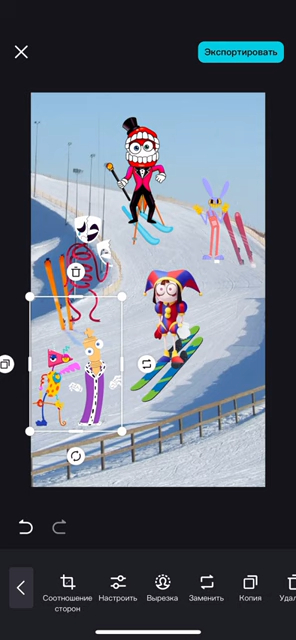 Экспортировать
Соотношение
сторон
Настроить
Вырезка
Заменить
Копия
Удал